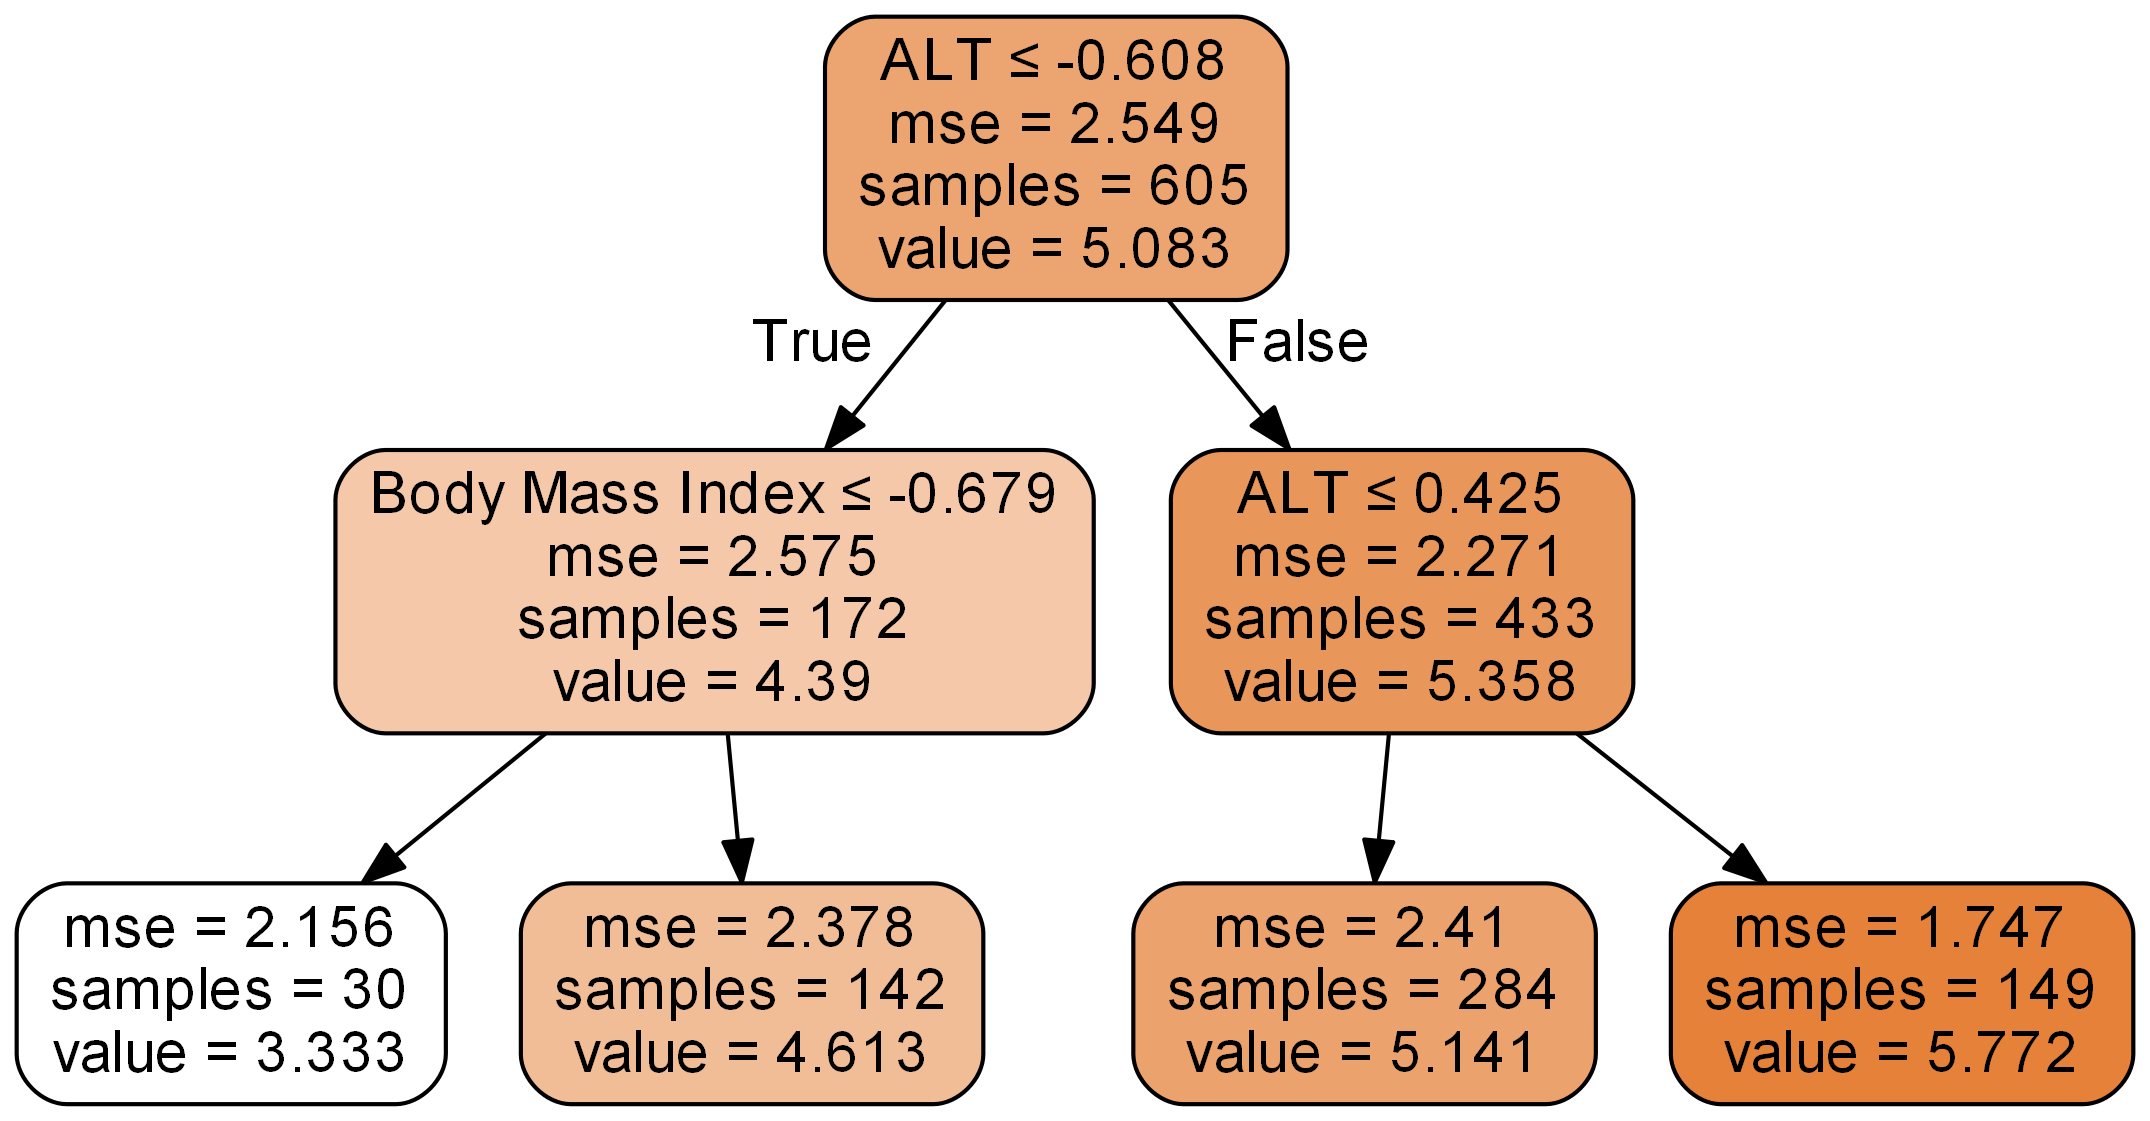 ALT ≤ -0.608
mse = 2.549
samples = 605
value = 5.083
True
False
Body Mass Index ≤ -0.679
mse = 2.575
samples = 172
value = 4.39
ALT ≤ 0.425
mse = 2.271
samples = 433
value = 5.358
mse = 2.156
samples = 30
value = 3.333
mse = 2.378
samples = 142
value = 4.613
mse = 2.41
samples = 284
value = 5.141
mse = 1.747
samples = 149
value = 5.772